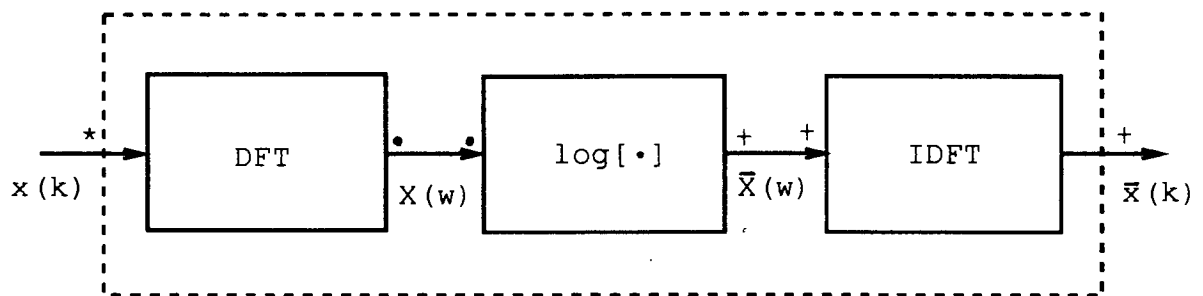 * • • + + +
DFT log[•] IDFT
x(k) X(w) X̄(w) x̄(k)